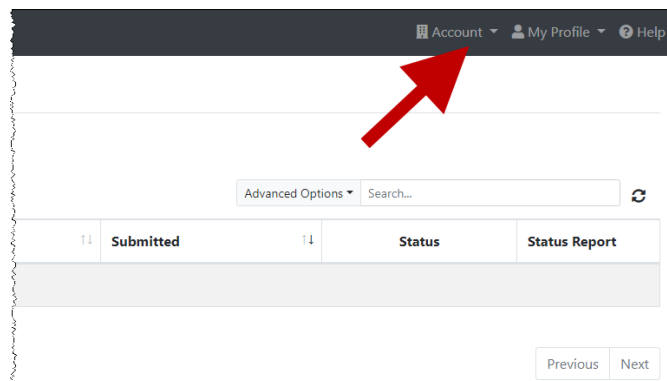 Account My Profile Help
Advanced Options Search...
Submitted Status Status Report
Previous Next